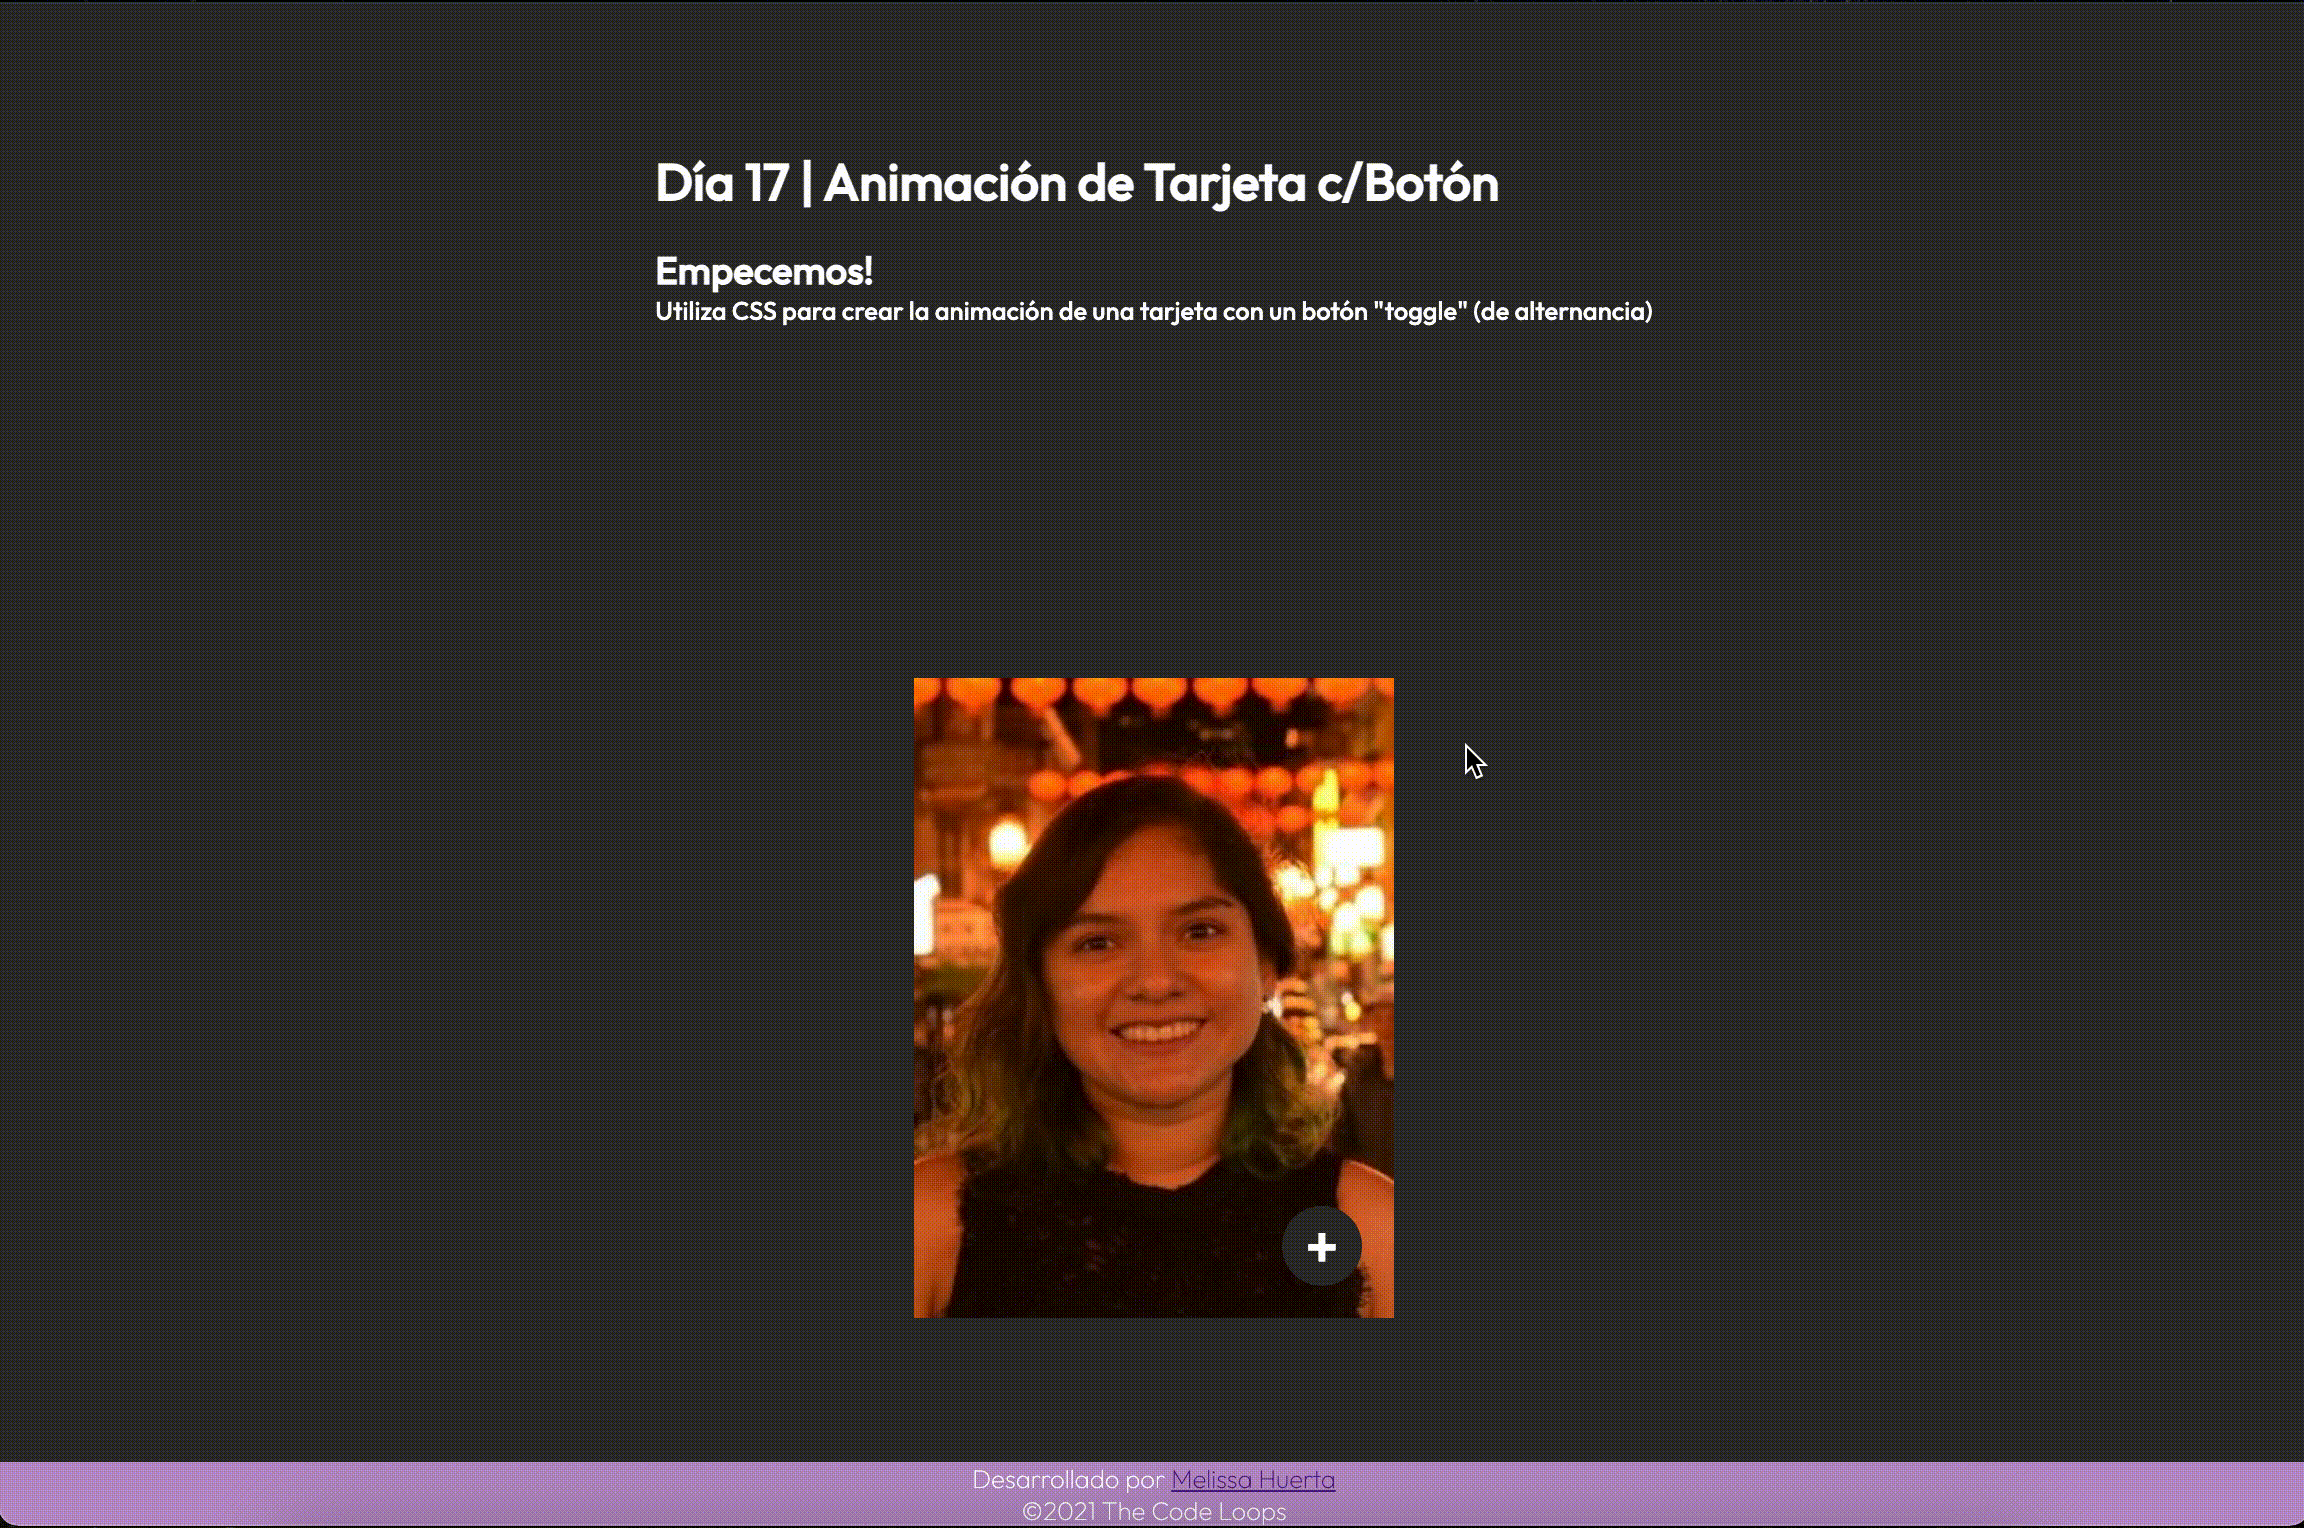 Día 17 | Animación de Tarjeta c/Botón
Empecemos!
Utiliza CSS para crear la animación de una tarjeta con un botón "toggle" (de alternancia)
+
Desarrollado por Melissa Huerta
©2021 The Code Loops